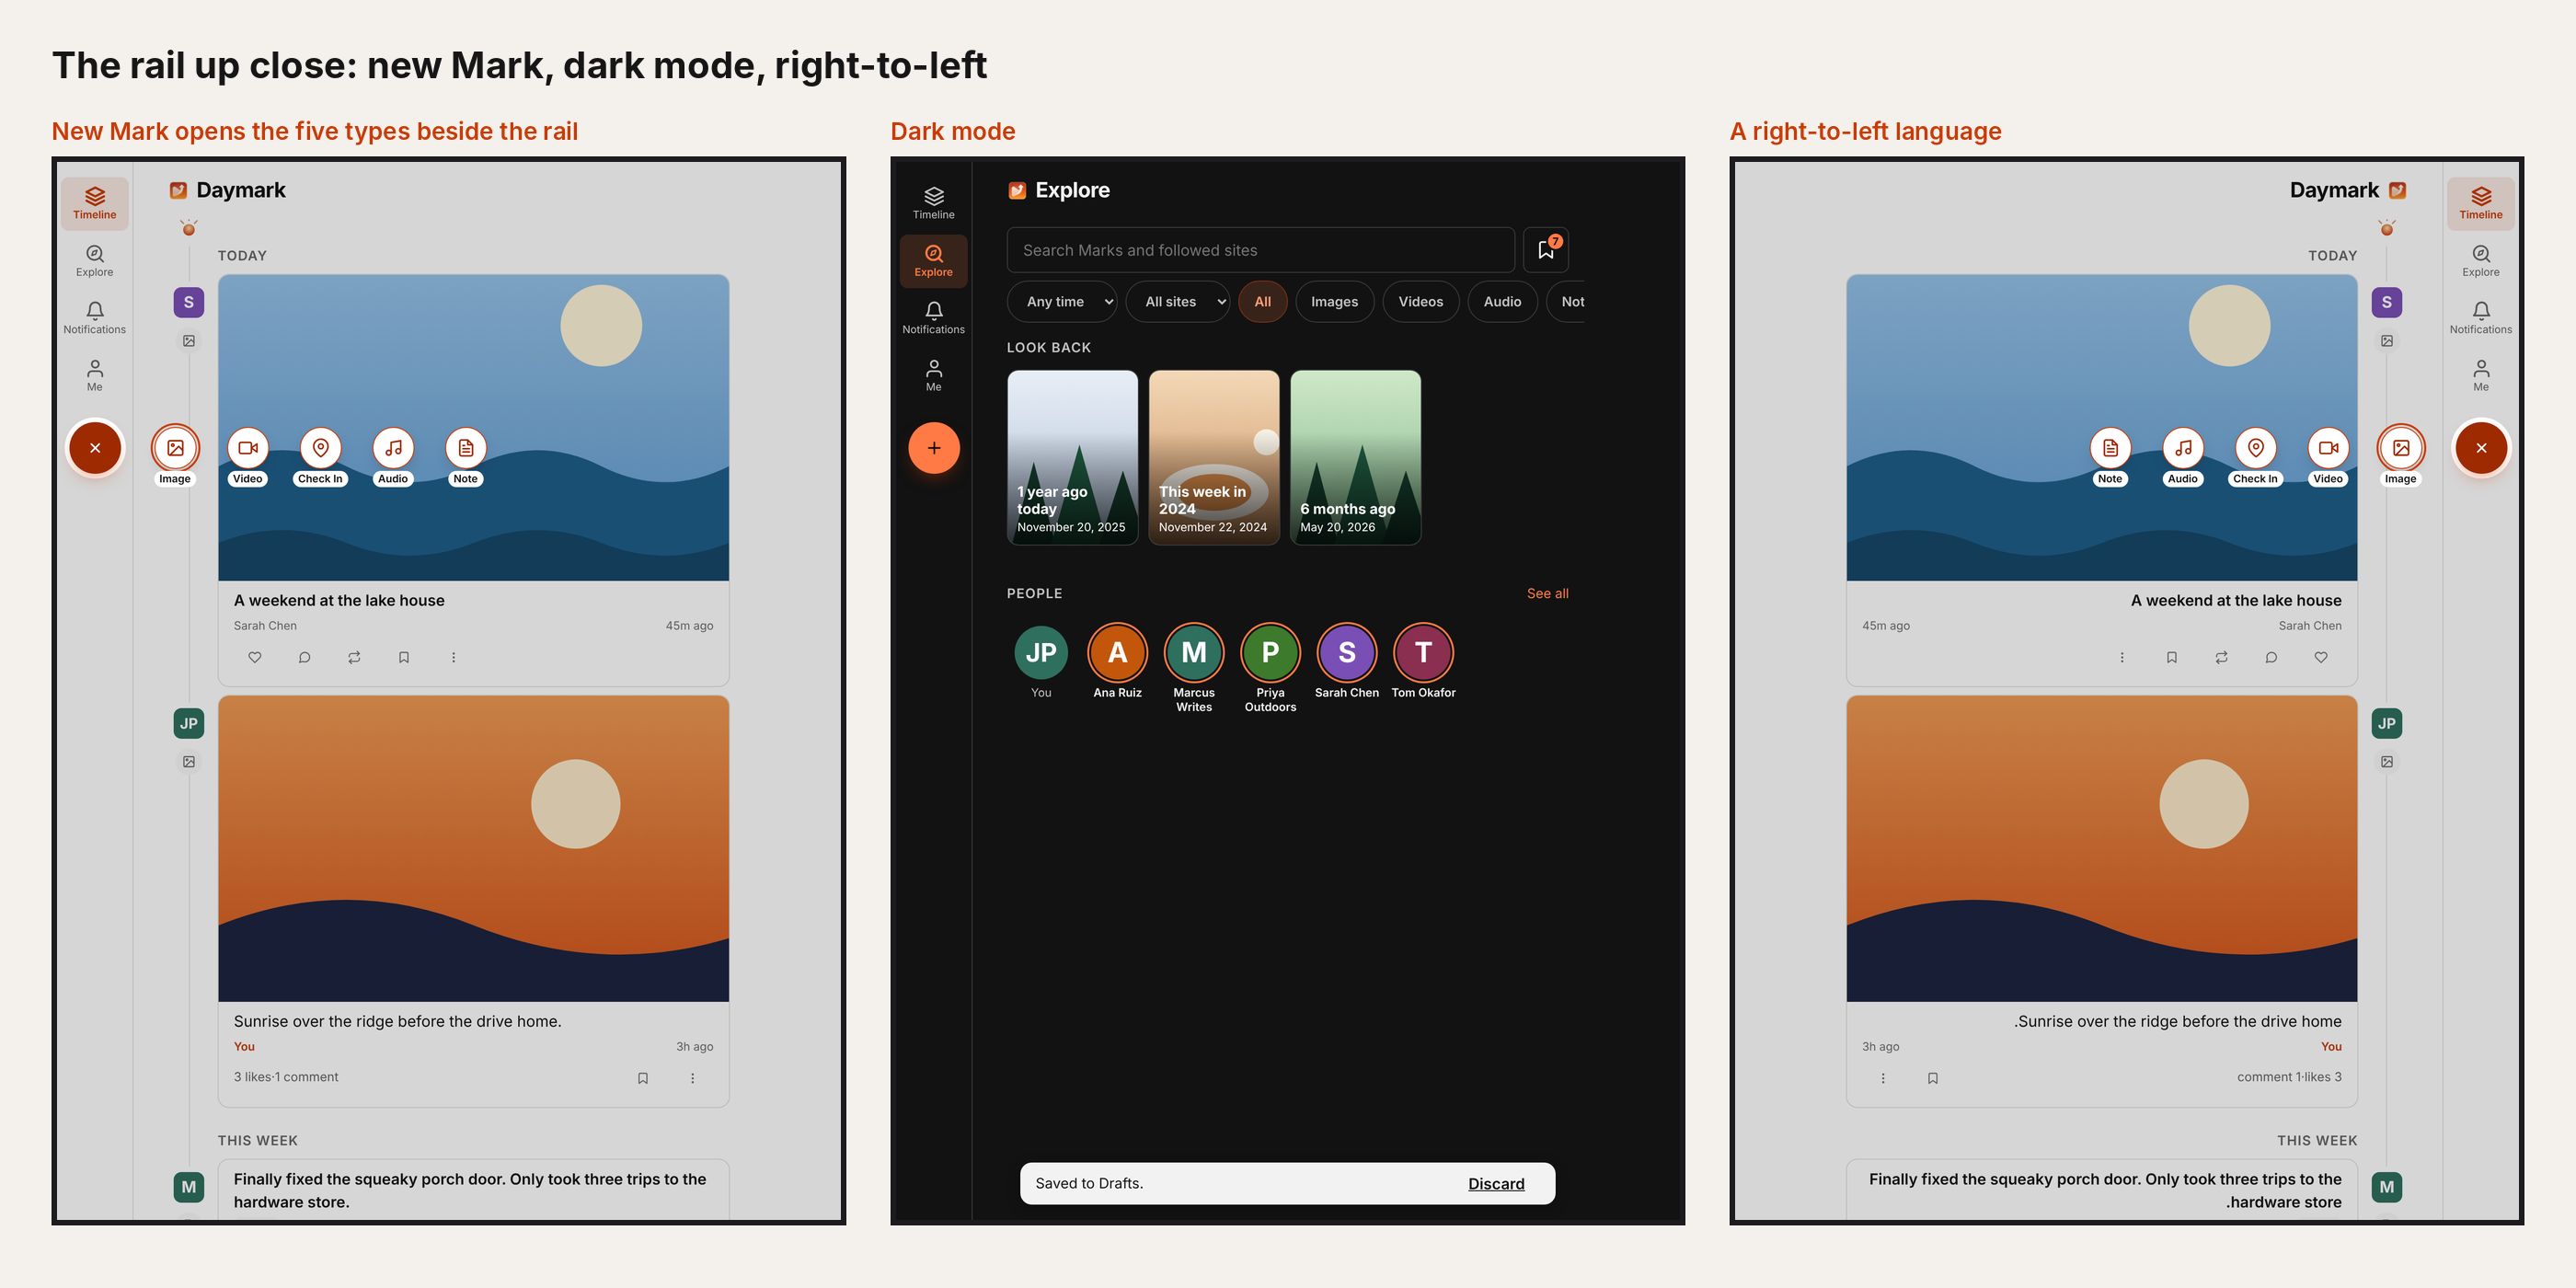 The rail up close: new Mark, dark mode, right-to-left
New Mark opens the five types beside the rail
Timeline
Explore
Notifications
Me
Daymark
TODAY
S
Image
Video
Check In
Audio
Note
A weekend at the lake house
Sarah Chen
45m ago
JP
Sunrise over the ridge before the drive home.
You
3h ago
3 likes·1 comment
THIS WEEK
M
Finally fixed the squeaky porch door. Only took three trips to the
hardware store.
Dark mode
Timeline
Explore
Notifications
Me
Explore
Search Marks and followed sites
7
Any time
All sites
All
Images
Videos
Audio
Not
LOOK BACK
1 year ago
today
November 20, 2025
This week in
2024
November 22, 2024
6 months ago
May 20, 2026
PEOPLE
See all
JP
A
M
P
S
T
You
Ana Ruiz
Marcus
Writes
Priya
Outdoors
Sarah Chen
Tom Okafor
Saved to Drafts.
Discard
A right-to-left language
Daymark
Timeline
Explore
Notifications
Me
TODAY
S
Note
Audio
Check In
Video
Image
A weekend at the lake house
45m ago
Sarah Chen
JP
.Sunrise over the ridge before the drive home
3h ago
You
comment 1·likes 3
THIS WEEK
M
Finally fixed the squeaky porch door. Only took three trips to the
.hardware store